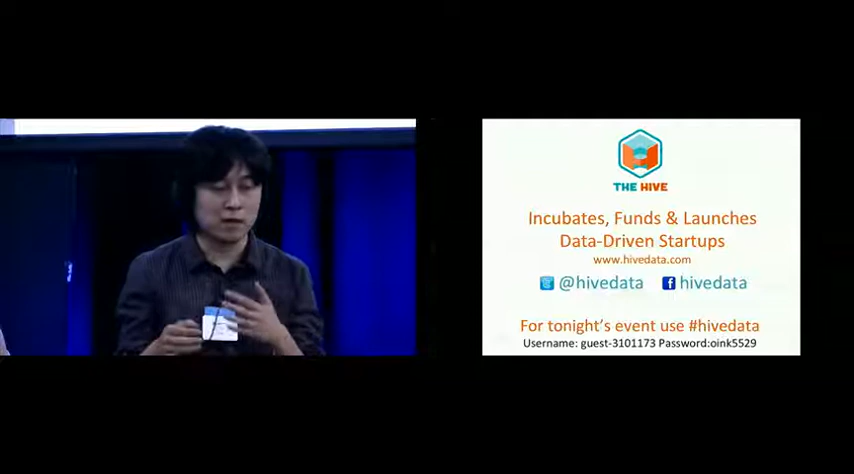 THE HIVE
Incubates, Funds & Launches
Data-Driven Startups
www.hivedata.com
@hivedata hivedata
For tonight's event use #hivedata
Username: guest-3101173 Password:oink5529